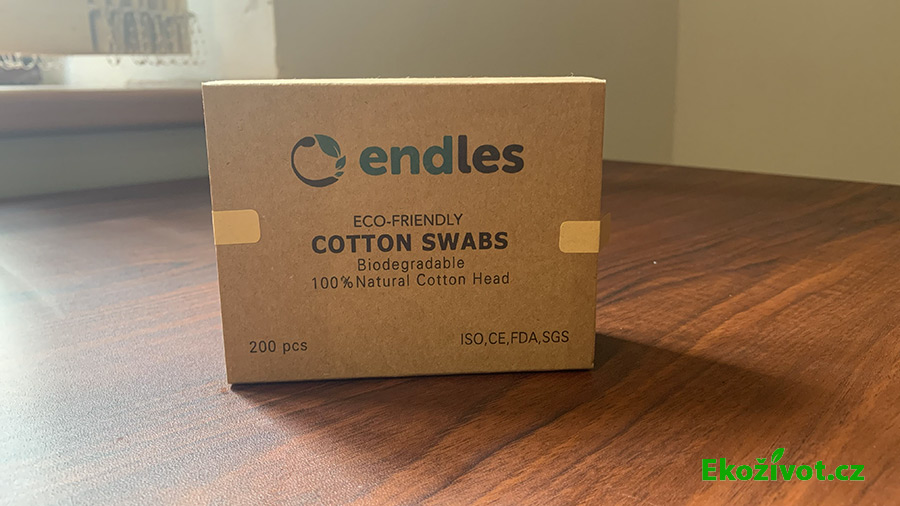 endles
ECO-FRIENDLY
COTTON SWABS
Biodegradable
100% Natural Cotton Head
200 pcs
ISO,CE,FDA,SGS
Ekoživot.cz